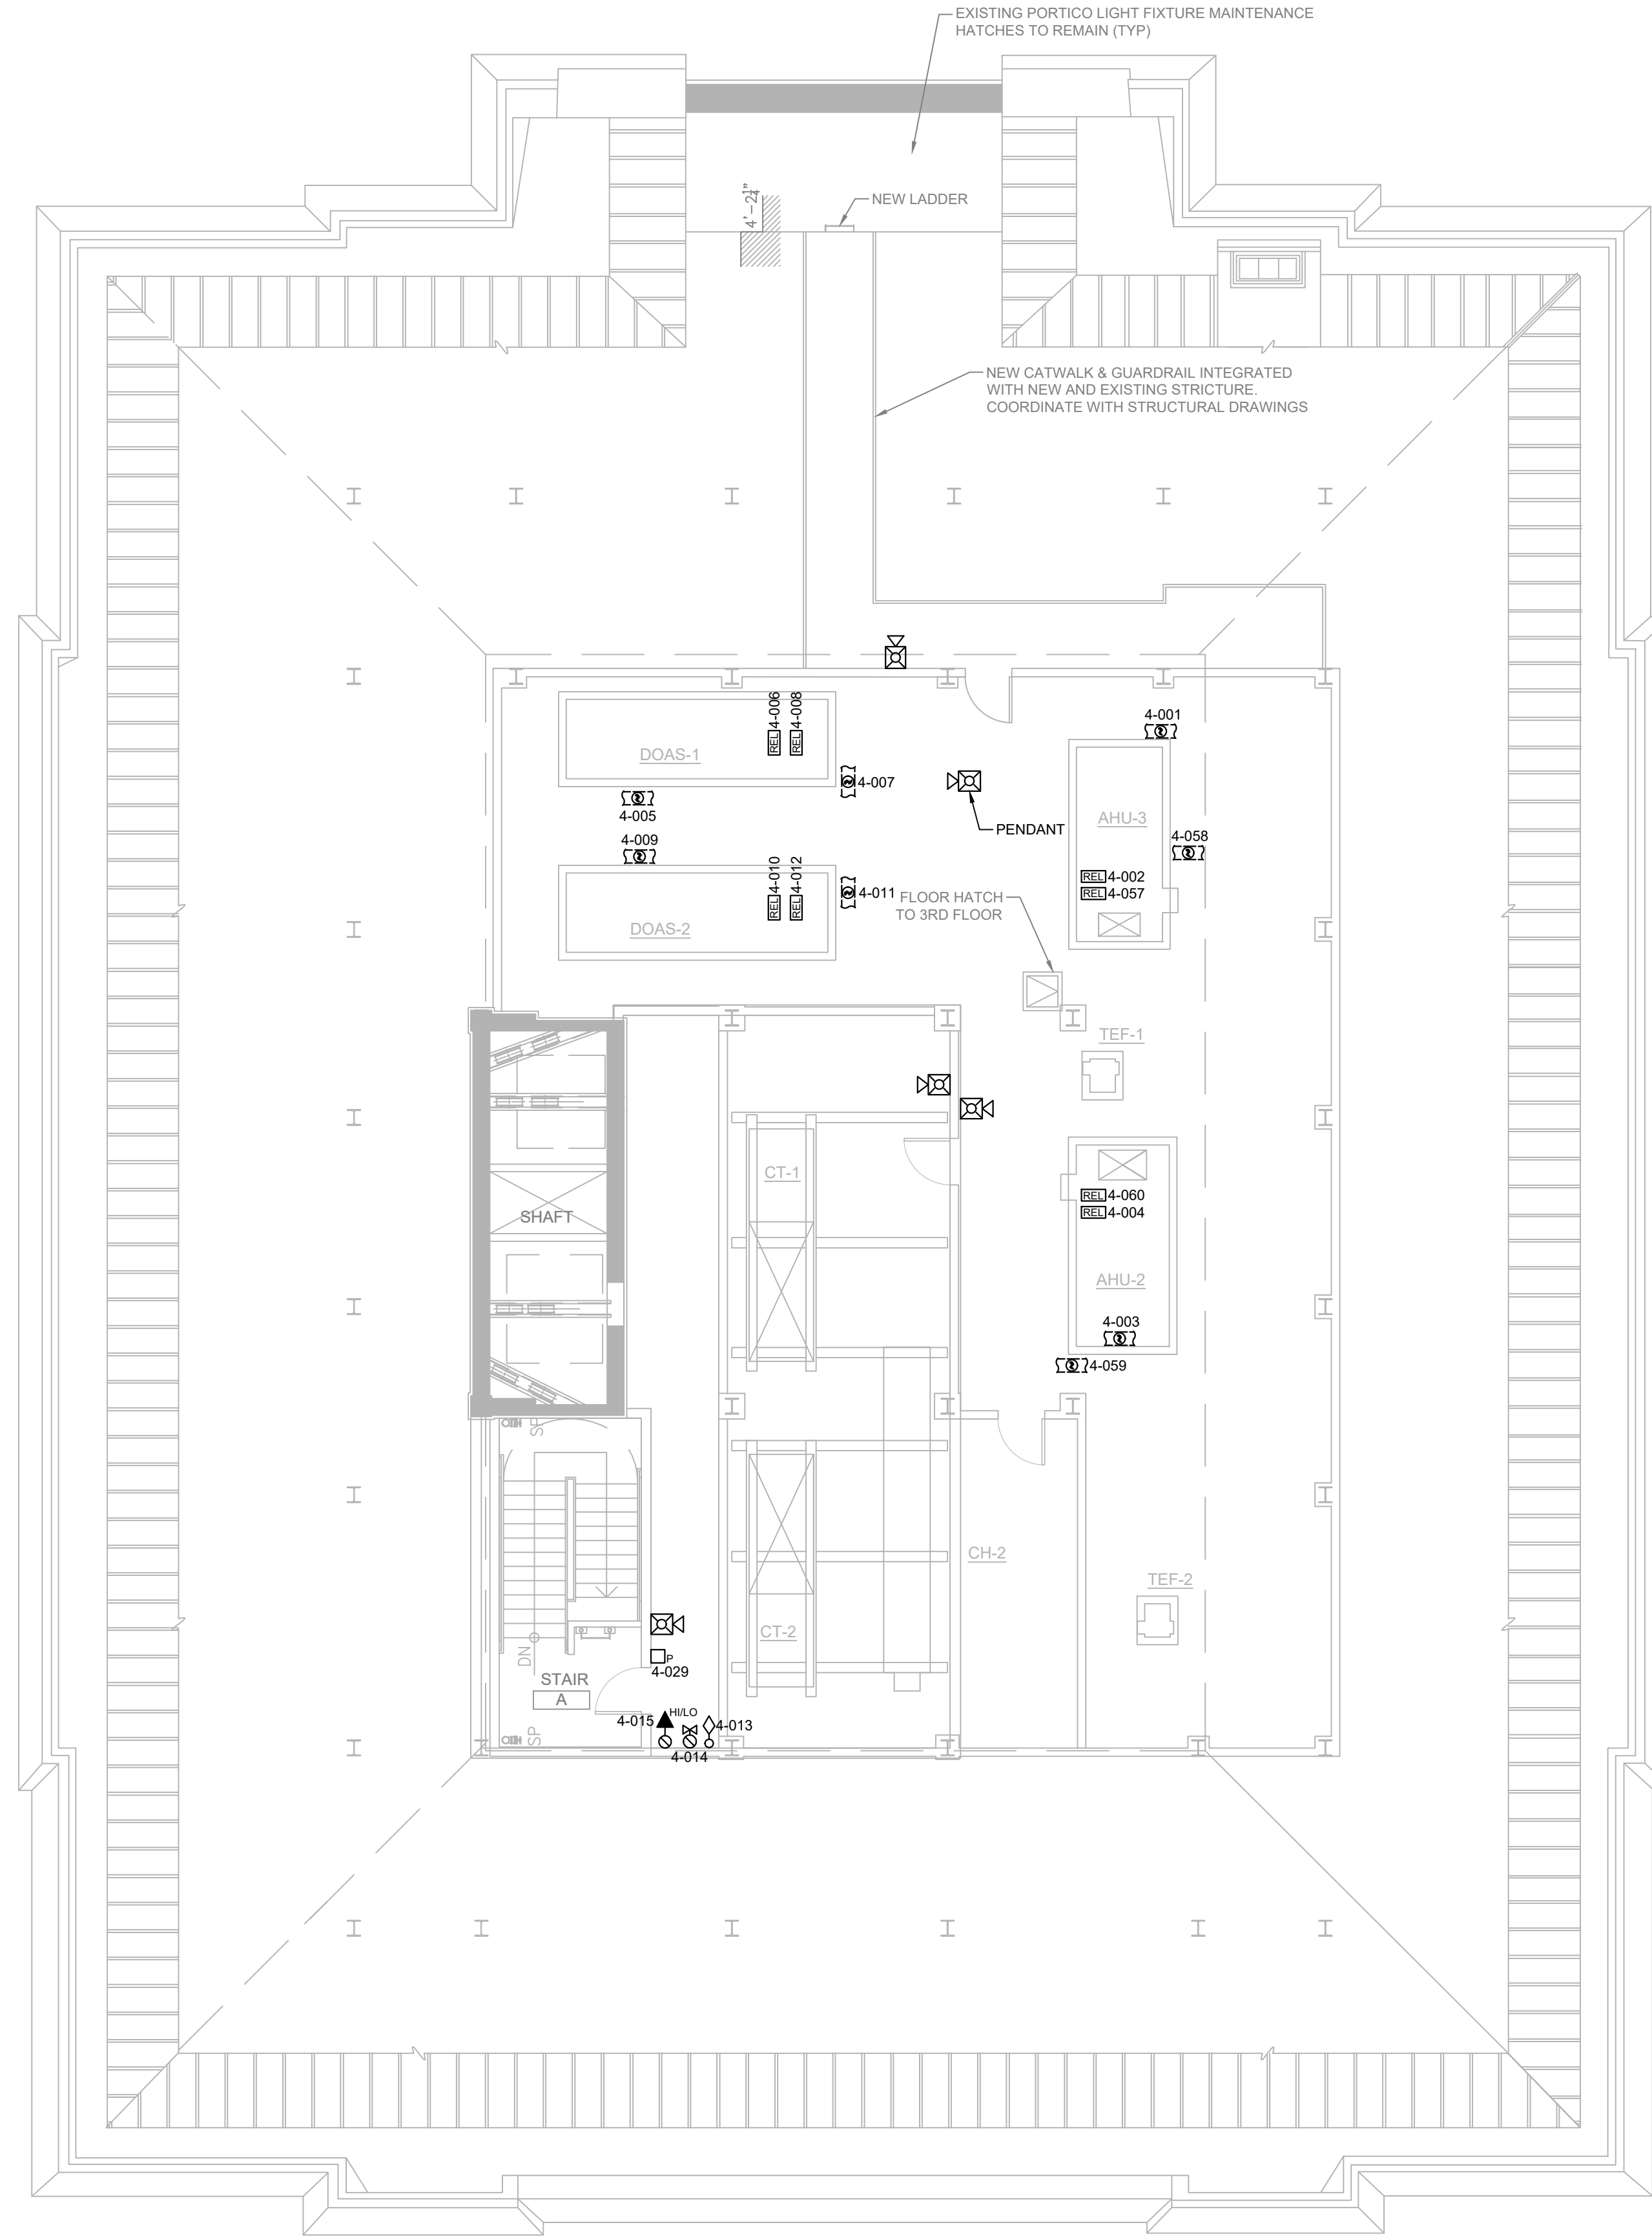 EXISTING PORTICO LIGHT FIXTURE MAINTENANCE
HATCHES TO REMAIN (TYP)
4'-2¼"
NEW LADDER
NEW CATWALK & GUARDRAIL INTEGRATED
WITH NEW AND EXISTING STRICTURE.
COORDINATE WITH STRUCTURAL DRAWINGS
DOAS-1
REL 4-006
REL 4-008
4-007
4-005
4-009
DOAS-2
REL 4-010
REL 4-012
4-011
PENDANT
4-001
AHU-3
4-058
REL 4-002
REL 4-057
FLOOR HATCH
TO 3RD FLOOR
TEF-1
CT-1
SHAFT
REL 4-060
REL 4-004
AHU-2
4-003
4-059
SP
CH-2
TEF-2
CT-2
DN
STAIR
A
P
4-029
SP
4-015
HI/LO
4-013
4-014